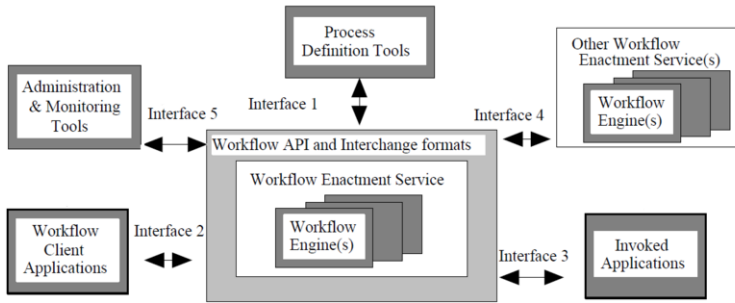 Process
Definition Tools
Other Workflow
Enactment Service(s)
Workflow
Engine(s)
Administration
& Monitoring
Tools
Interface 5
Interface 1
Interface 4
Workflow API and Interchange formats
Workflow Enactment Service
Workflow
Engine(s)
Workflow
Client
Applications
Interface 2
Interface 3
Invoked
Applications